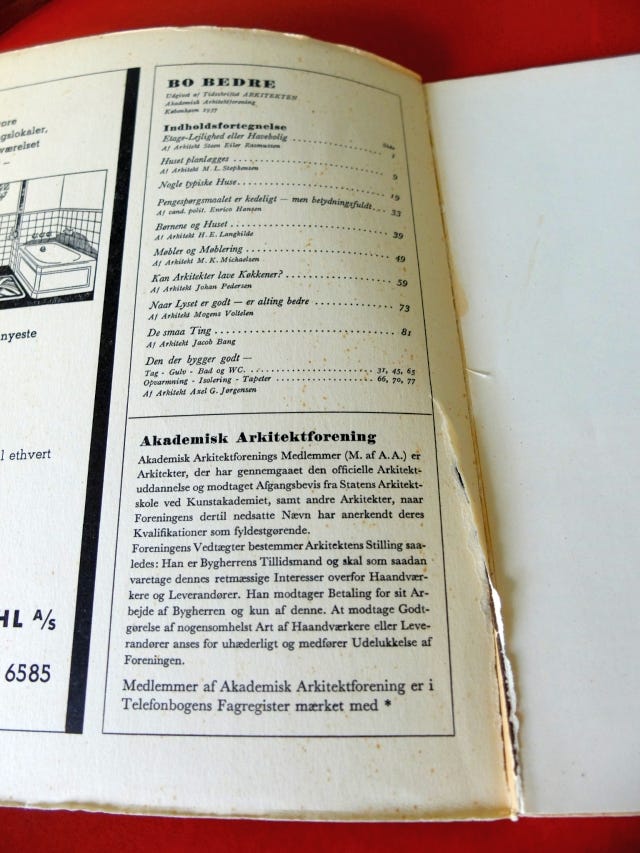 gslokaler,
værelset
nyeste
l ethvert
HL A/S
6585
BO BEDRE
Udgivet af Tidsskriftet ARKITEKTEN
Akademisk Arkitektforening
København 1937
Indholdsfortegnelse
Side
Etage-Lejlighed eller Havebolig 1
Af Arkitekt Steen Eiler Rasmussen
Huset planlægges 9
Af Arkitekt M. L. Stephensen
Nogle typiske Huse 19
Pengespørgsmaalet er kedeligt — men betydningsfuldt 33
Af cand. polit. Enrico Hansen
Børnene og Huset 39
Af Arkitekt H. E. Langkilde
Møbler og Møblering 49
Af Arkitekt M. K. Michaelsen
Kan Arkitekter lave Køkkener? 59
Af Arkitekt Johan Pedersen
Naar Lyset er godt — er alting bedre 73
Af Arkitekt Mogens Voltelen
De smaa Ting 81
Af Arkitekt Jacob Bang
Den der bygger godt —
Tag - Gulv - Bad og WC. 31, 45, 65
Opvarmning - Isolering - Tapeter 66, 70, 77
Af Arkitekt Axel G. Jørgensen
Akademisk Arkitektforening
Akademisk Arkitektforenings Medlemmer (M. af A.A.) er
Arkitekter, der har gennemgaaet den officielle Arkitekt-
uddannelse og modtaget Afgangsbevis fra Statens Arkitekt-
skole ved Kunstakademiet, samt andre Arkitekter, naar
Foreningens dertil nedsatte Nævn har anerkendt deres
Kvalifikationer som fyldestgørende.
Foreningens Vedtægter bestemmer Arkitektens Stilling saa-
ledes: Han er Bygherrens Tillidsmand og skal som saadan
varetage dennes retmæssige Interesser overfor Haandvær-
kere og Leverandører. Han modtager Betaling for sit Ar-
bejde af Bygherren og kun af denne. At modtage Godt-
gørelse af nogensomhelst Art af Haandværkere eller Leve-
randører anses for uhæderligt og medfører Udelukkelse af
Foreningen.
Medlemmer af Akademisk Arkitektforening er i
Telefonbogens Fagregister mærket med *